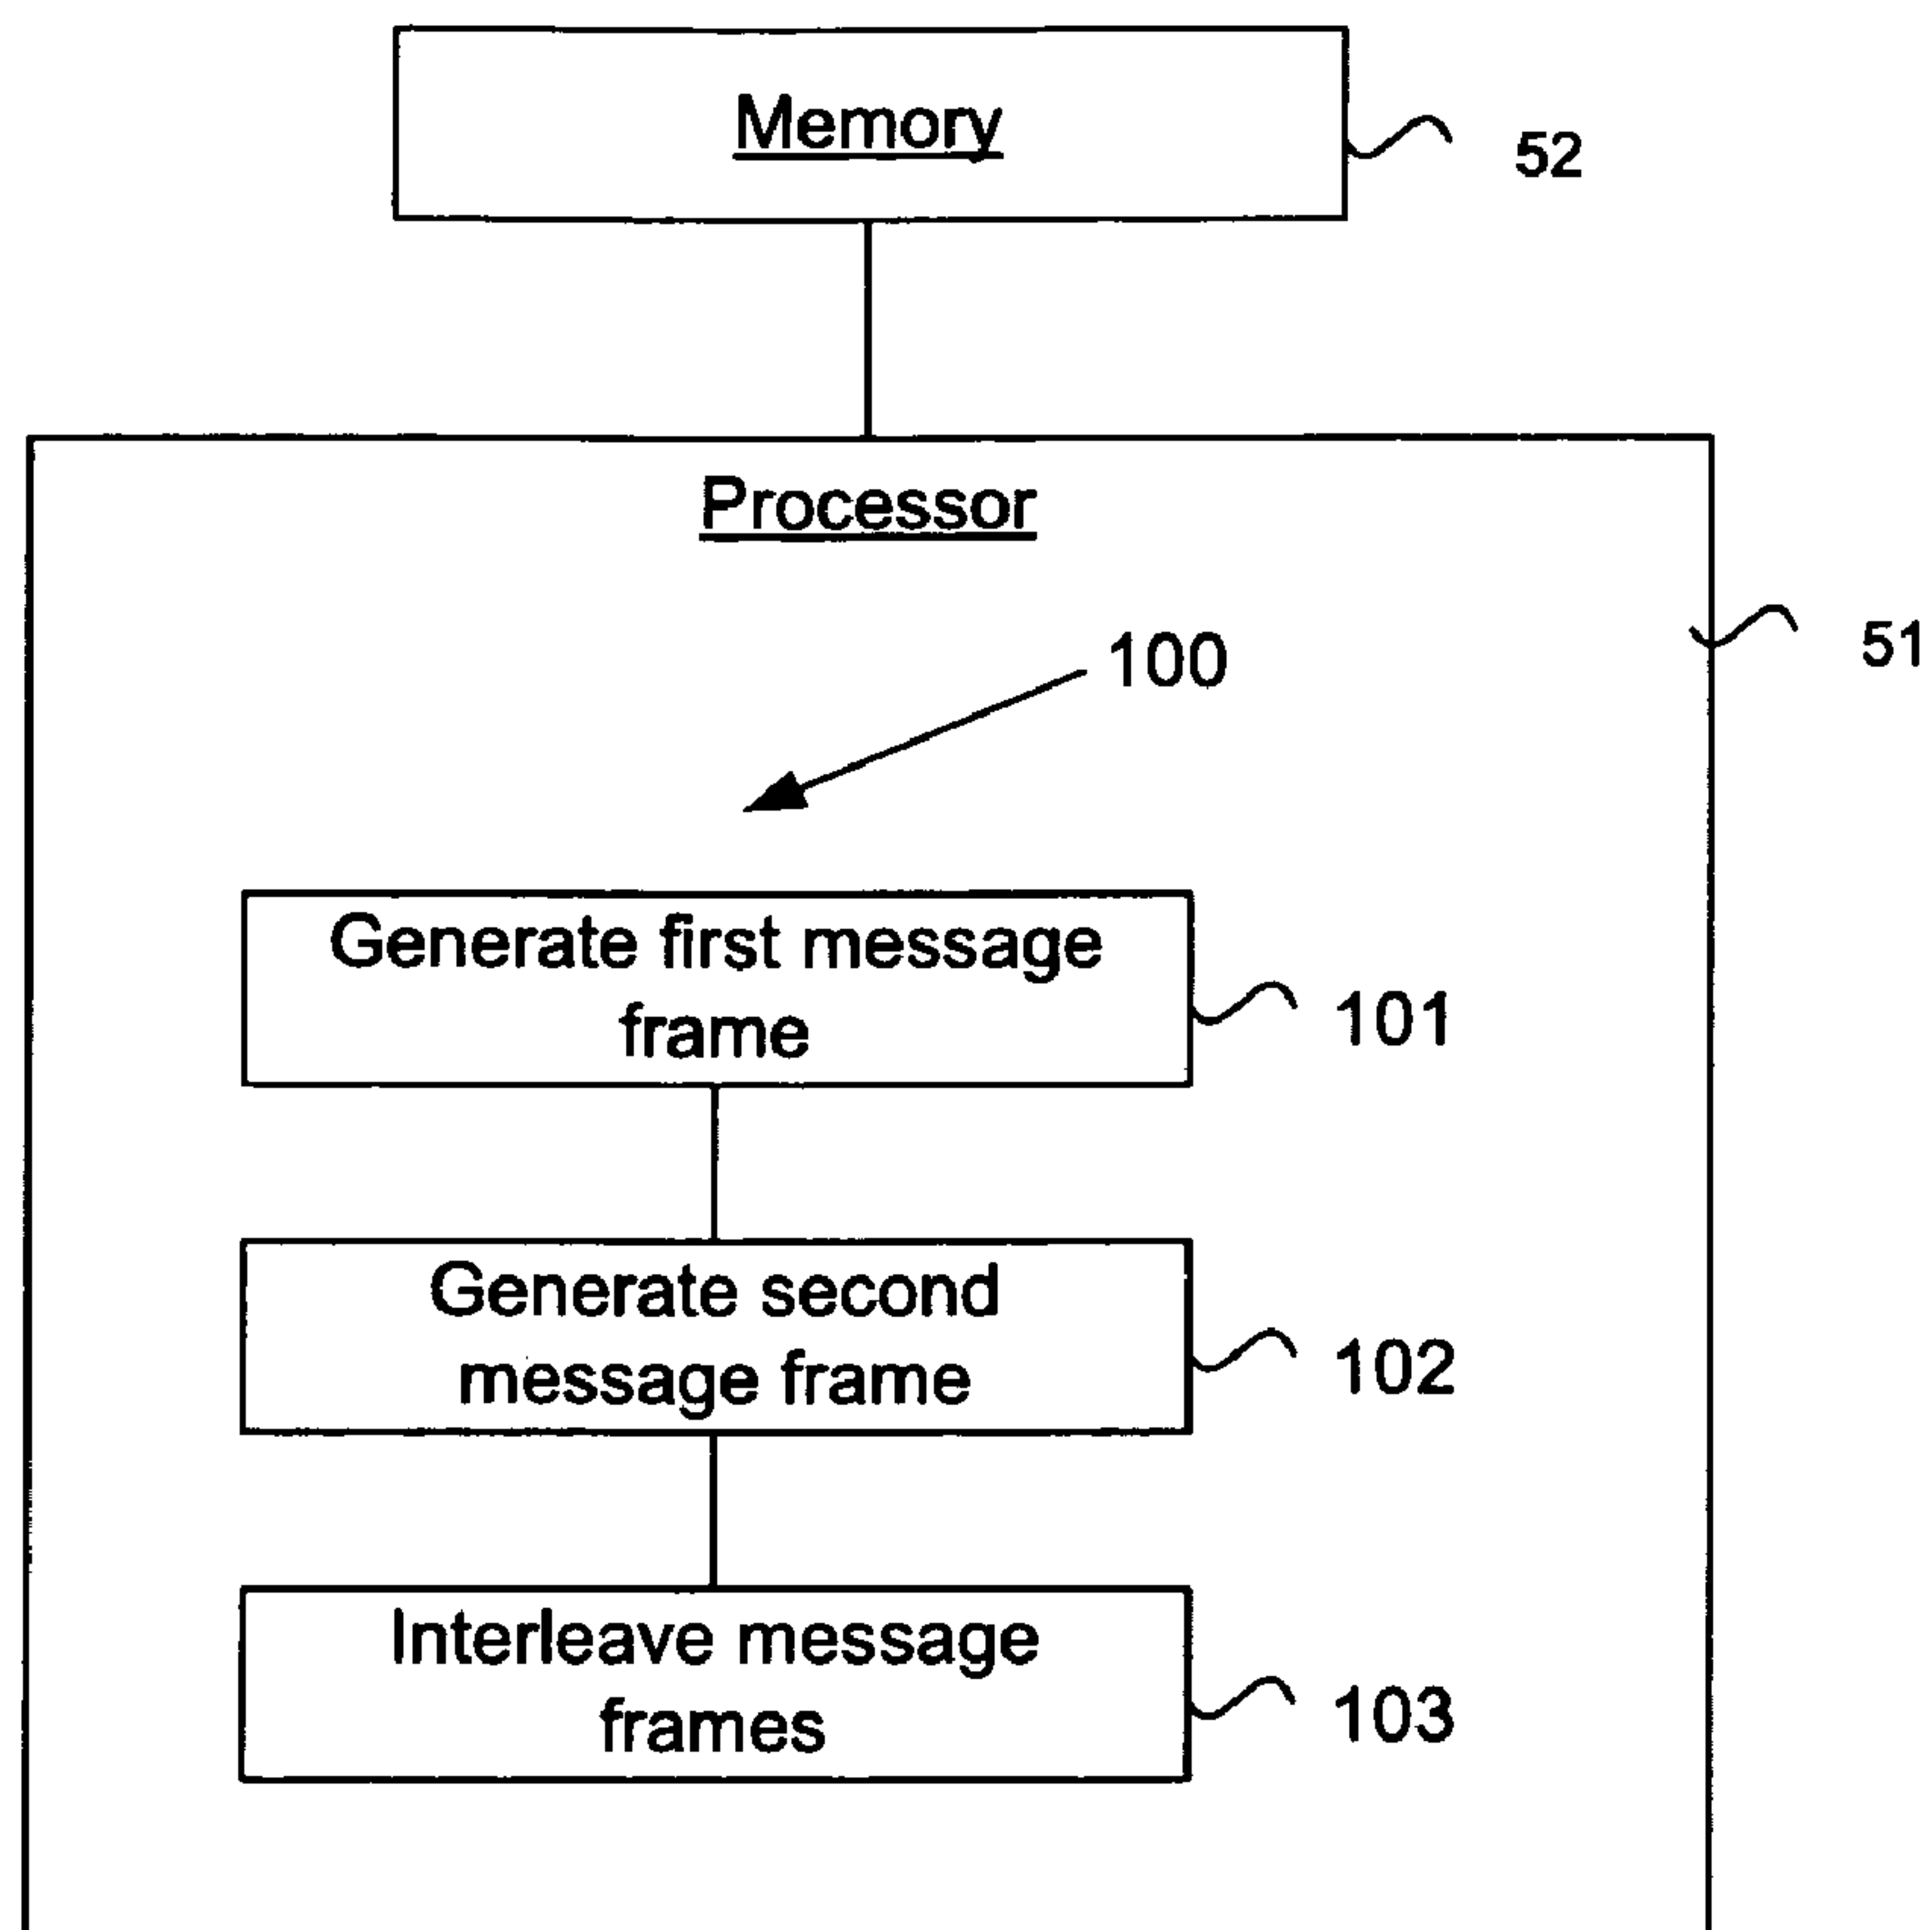 Memory
52
Processor
51
100
Generate first message
frame
101
Generate second
message frame
102
Interleave message
frames
103